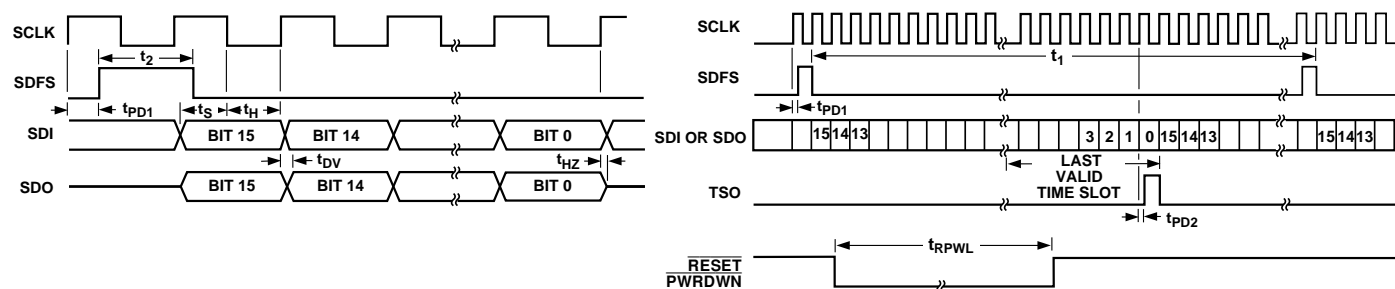 SCLK
t2
SDFS
tPD1
tS
tH
SDI
BIT 15
BIT 14
BIT 0
tDV
tHZ
SDO
BIT 15
BIT 14
BIT 0
SCLK
t1
SDFS
tPD1
SDI OR SDO
15 14 13
3 2 1 0 15 14 13
15 14 13
LAST
VALID
TIME SLOT
TSO
tPD2
tRPWL
RESET
PWRDWN